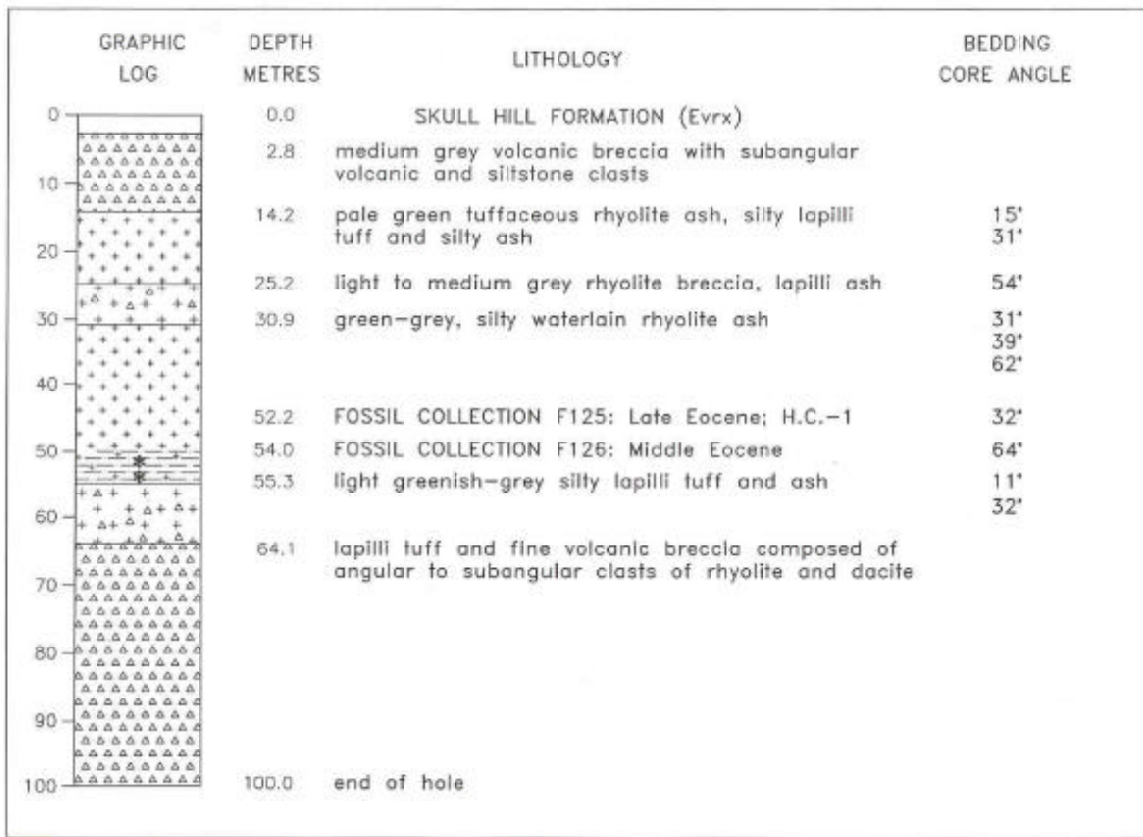 GRAPHIC LOG
DEPTH METRES
LITHOLOGY
BEDDING CORE ANGLE
0
10
20
30
40
50
60
70
80
90
100
0.0 SKULL HILL FORMATION (Evrx)
2.8 medium grey volcanic breccia with subangular
volcanic and siltstone clasts
14.2 pale green tuffaceous rhyolite ash, silty lapilli 15°
tuff and silty ash 31°
25.2 light to medium grey rhyolite breccia, lapilli ash 54°
30.9 green-grey, silty waterlain rhyolite ash 31°
39°
62°
52.2 FOSSIL COLLECTION F125: Late Eocene; H.C.-1 32°
54.0 FOSSIL COLLECTION F126: Middle Eocene 64°
55.3 light greenish-grey silty lapilli tuff and ash 11°
32°
64.1 lapilli tuff and fine volcanic breccia composed of
angular to subangular clasts of rhyolite and dacite
100.0 end of hole